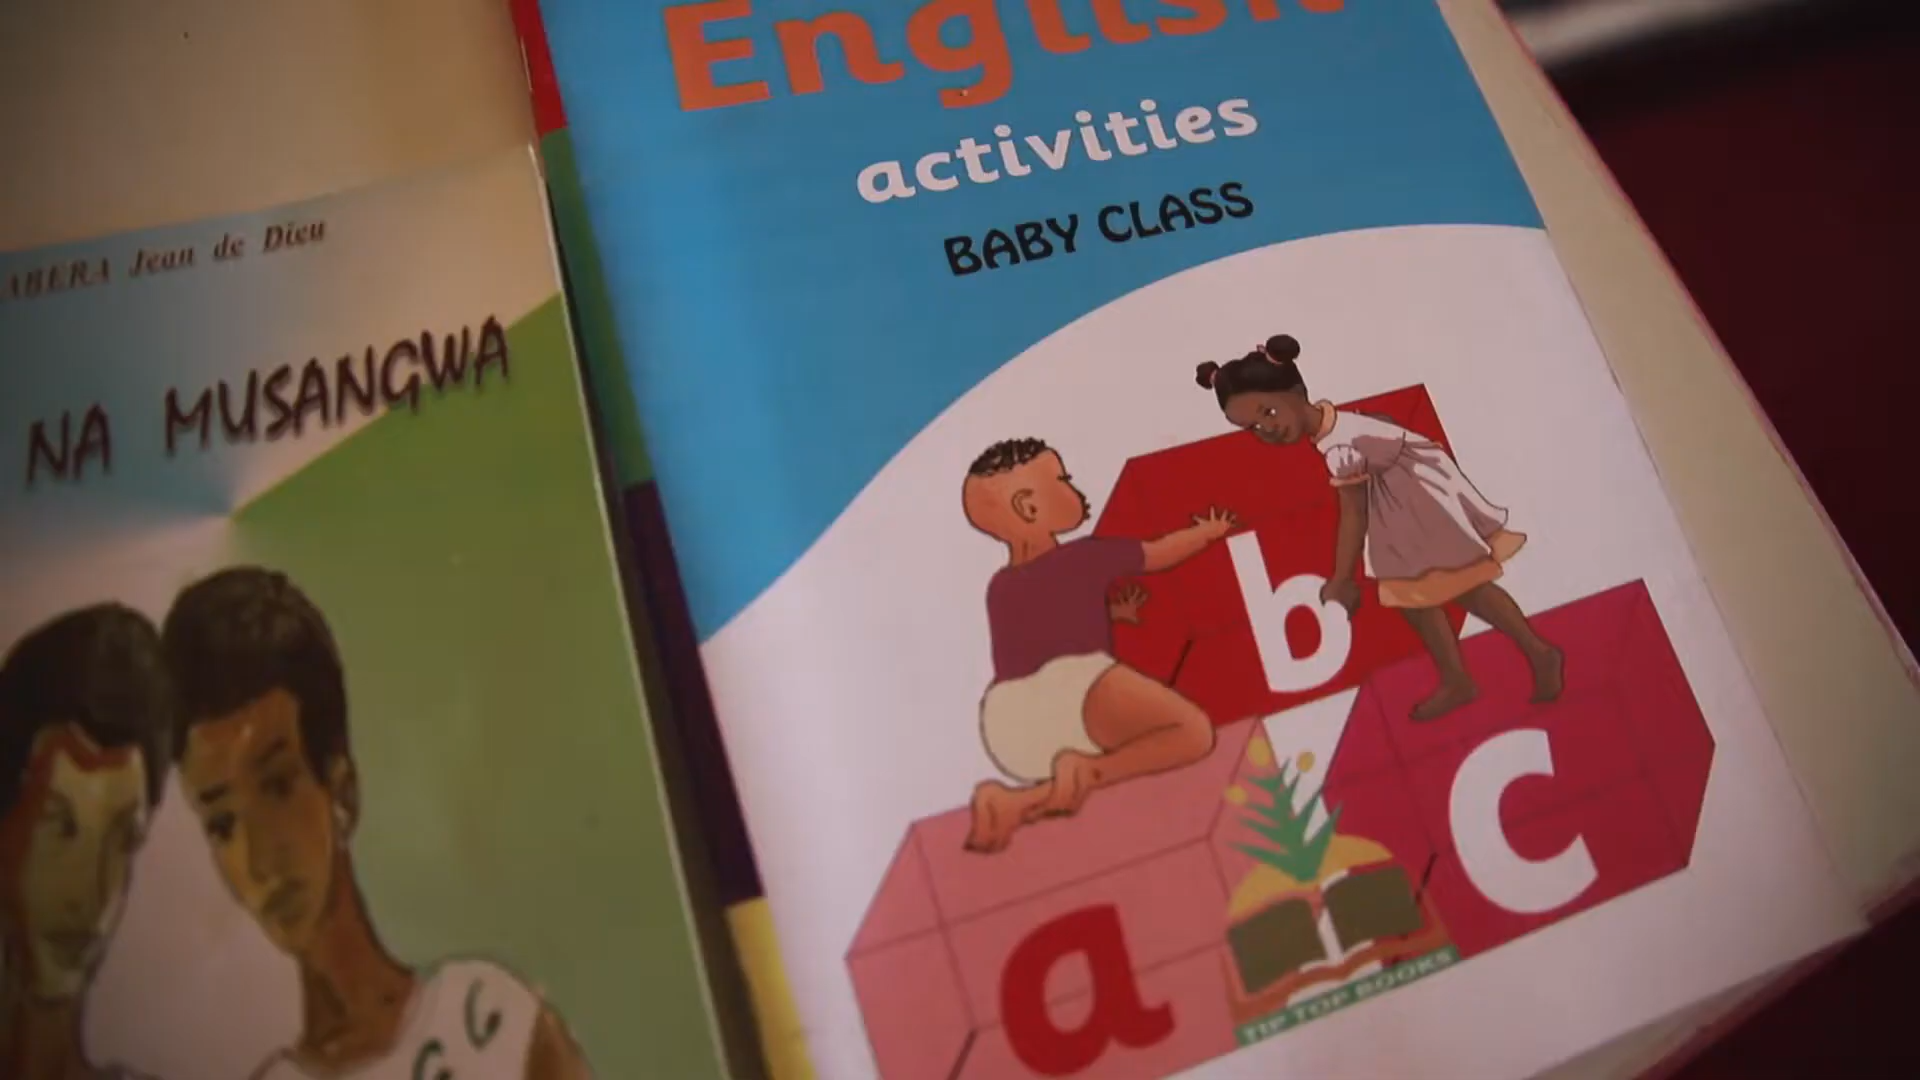 ABERA Jean de Dieu
NA MUSANGWA
G G
English
activities
BABY CLASS
b
c
a
TIP TOP BOOKS